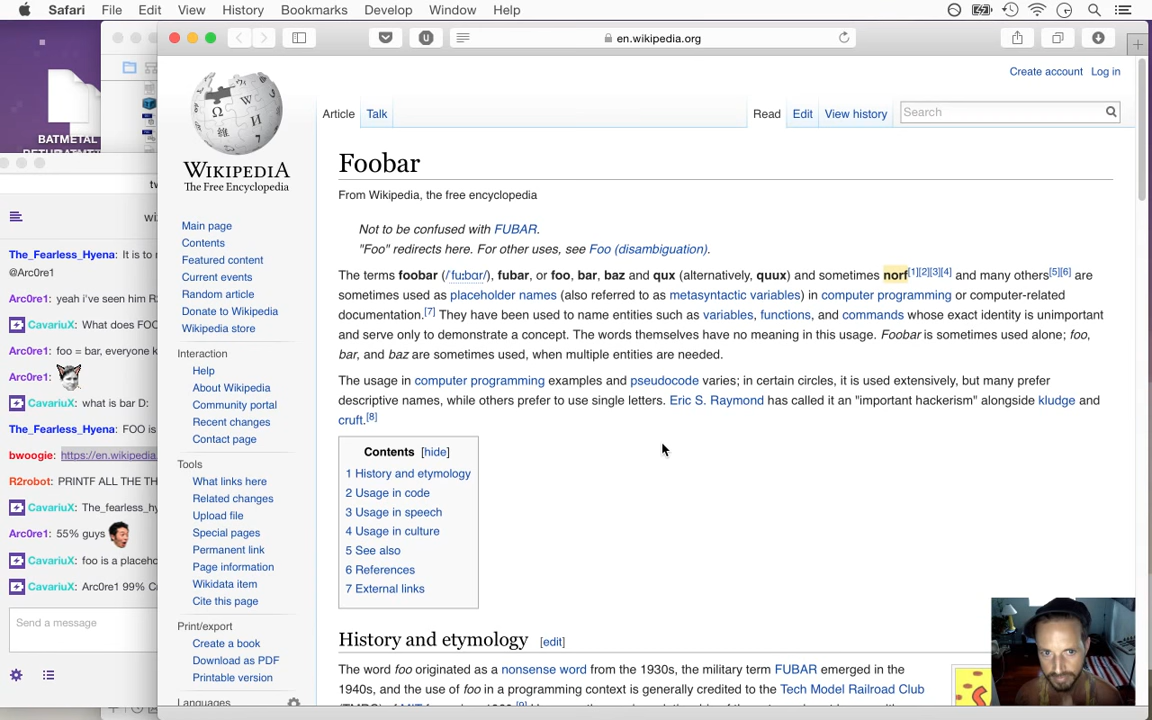 Safari File Edit View History Bookmarks Develop Window Help
en.wikipedia.org
BATMETAL
The_Fearless_Hyena: It is to
@Arc0re1
Arc0re1: yeah i've seen him
CavariuX: What does FOO
Arc0re1: foo = bar, everyone
Arc0re1:
CavariuX: what is bar D:
The_Fearless_Hyena: FOO is
bwoogie: https://en.wikipedia.
R2robot: PRINTF ALL THE
CavariuX: The_fearless_hy
Arc0re1: 55% guys
CavariuX: foo is a placeho
CavariuX: Arc0re1 99%
Send a message
WIKIPEDIA
The Free Encyclopedia
Main page
Contents
Featured content
Current events
Random article
Donate to Wikipedia
Wikipedia store
Interaction
Help
About Wikipedia
Community portal
Recent changes
Contact page
Tools
What links here
Related changes
Upload file
Special pages
Permanent link
Page information
Wikidata item
Cite this page
Print/export
Create a book
Download as PDF
Printable version
Languages
Create account Log in
Article Talk Read Edit View history Search
Foobar
From Wikipedia, the free encyclopedia
Not to be confused with FUBAR.
"Foo" redirects here. For other uses, see Foo (disambiguation).
The terms foobar (/ˈfuːbɑr/), fubar, or foo, bar, baz and qux (alternatively, quux) and sometimes norf[1][2][3][4] and many others[5][6] are
sometimes used as placeholder names (also referred to as metasyntactic variables) in computer programming or computer-related
documentation.[7] They have been used to name entities such as variables, functions, and commands whose exact identity is unimportant
and serve only to demonstrate a concept. The words themselves have no meaning in this usage. Foobar is sometimes used alone; foo,
bar, and baz are sometimes used, when multiple entities are needed.
The usage in computer programming examples and pseudocode varies; in certain circles, it is used extensively, but many prefer
descriptive names, while others prefer to use single letters. Eric S. Raymond has called it an "important hackerism" alongside kludge and
cruft.[8]
Contents [hide]
1 History and etymology
2 Usage in code
3 Usage in speech
4 Usage in culture
5 See also
6 References
7 External links
History and etymology [edit]
The word foo originated as a nonsense word from the 1930s, the military term FUBAR emerged in the
1940s, and the use of foo in a programming context is generally credited to the Tech Model Railroad Club